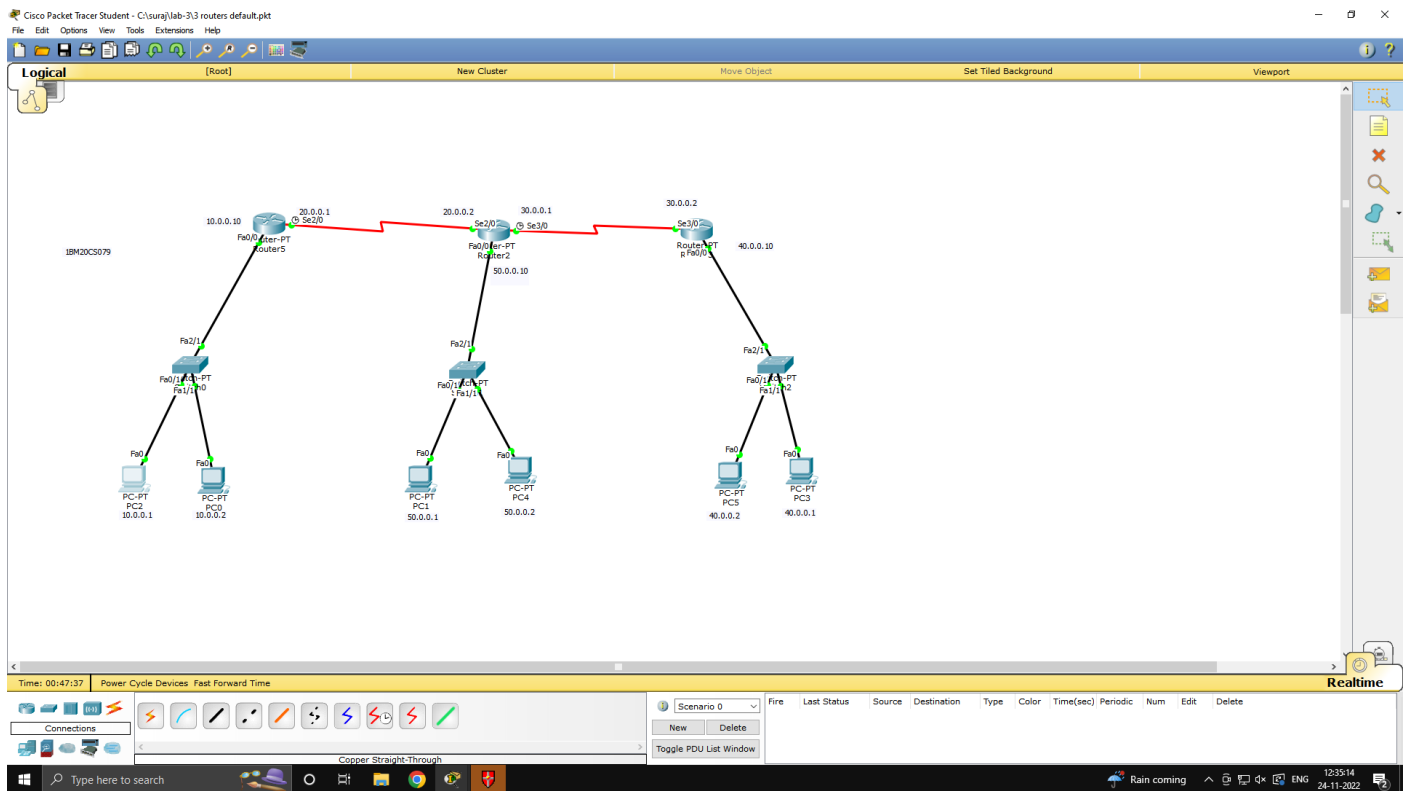 Cisco Packet Tracer Student - C:\suraj\lab-3\3 routers default.pkt
File Edit Options View Tools Extensions Help
Logical [Root] New Cluster Move Object Set Tiled Background Viewport
30.0.0.2
20.0.0.1 20.0.0.2 30.0.0.1
10.0.0.10 Se2/0 Se2/0 Se3/0 Se3/0
Fa0/0 Fa0/0 Router-PT 40.0.0.10
Router5 Router2 Fa0/0
1BM20CS079
50.0.0.10
Fa2/1 Fa2/1 Fa2/1
Fa0/1 Fa0/1 Fa0/1
Fa1/1 Fa1/1 Fa1/1
Fa0 Fa0 Fa0 Fa0 Fa0 Fa0
PC-PT PC-PT PC-PT PC-PT PC-PT PC-PT
PC2 PC0 PC1 PC4 PC5 PC3
10.0.0.1 10.0.0.2 50.0.0.1 50.0.0.2 40.0.0.2 40.0.0.1
Time: 00:47:37 Power Cycle Devices Fast Forward Time Realtime
Connections
Copper Straight-Through
Scenario 0
New Delete
Toggle PDU List Window
Fire Last Status Source Destination Type Color Time(sec) Periodic Num Edit Delete
Type here to search
Rain coming ENG 12:35:14
24-11-2022
2